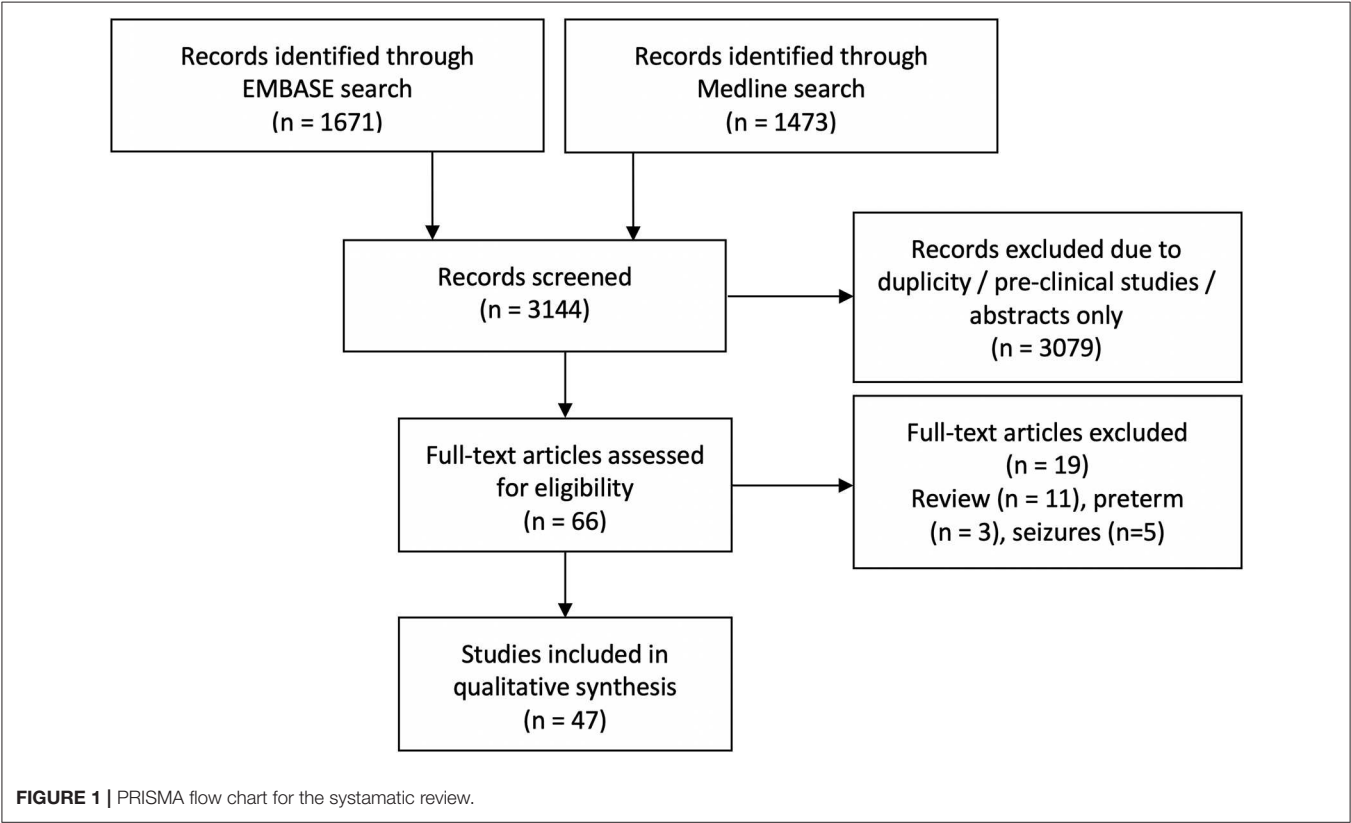 Records identified through
EMBASE search
(n = 1671)
Records identified through
Medline search
(n = 1473)
Records screened
(n = 3144)
Records excluded due to
duplicity / pre-clinical studies /
abstracts only
(n = 3079)
Full-text articles assessed
for eligibility
(n = 66)
Full-text articles excluded
(n = 19)
Review (n = 11), preterm
(n = 3), seizures (n=5)
Studies included in
qualitative synthesis
(n = 47)
FIGURE 1 | PRISMA flow chart for the systamatic review.